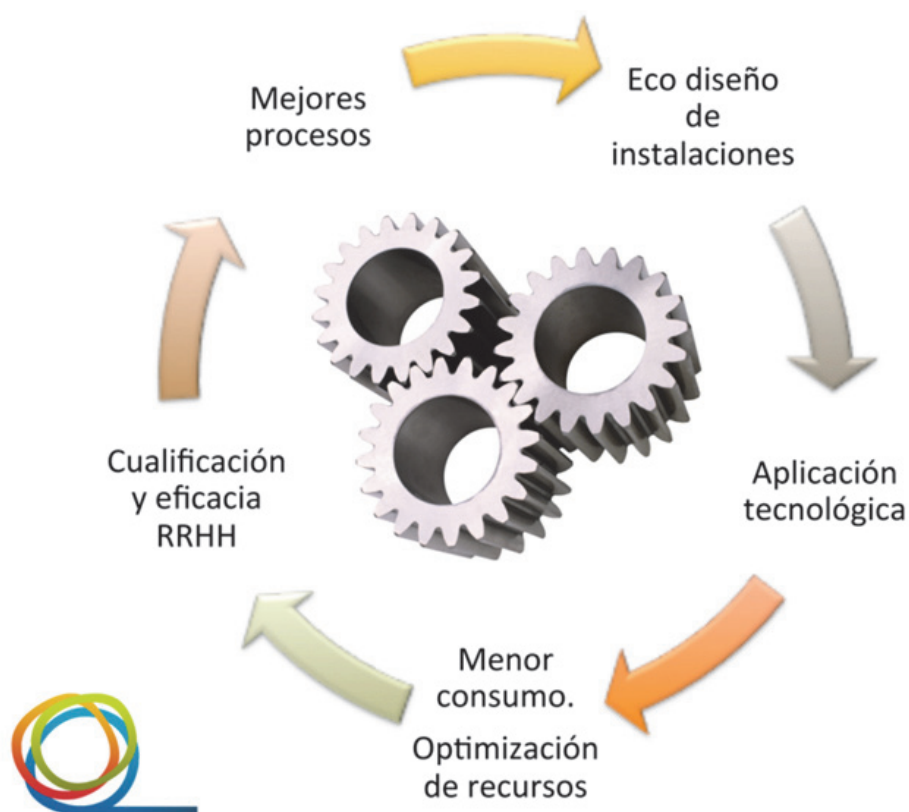 Mejores
procesos
Eco diseño
de
instalaciones
Aplicación
tecnológica
Menor
consumo.
Optimización
de recursos
Cualificación
y eficacia
RRHH